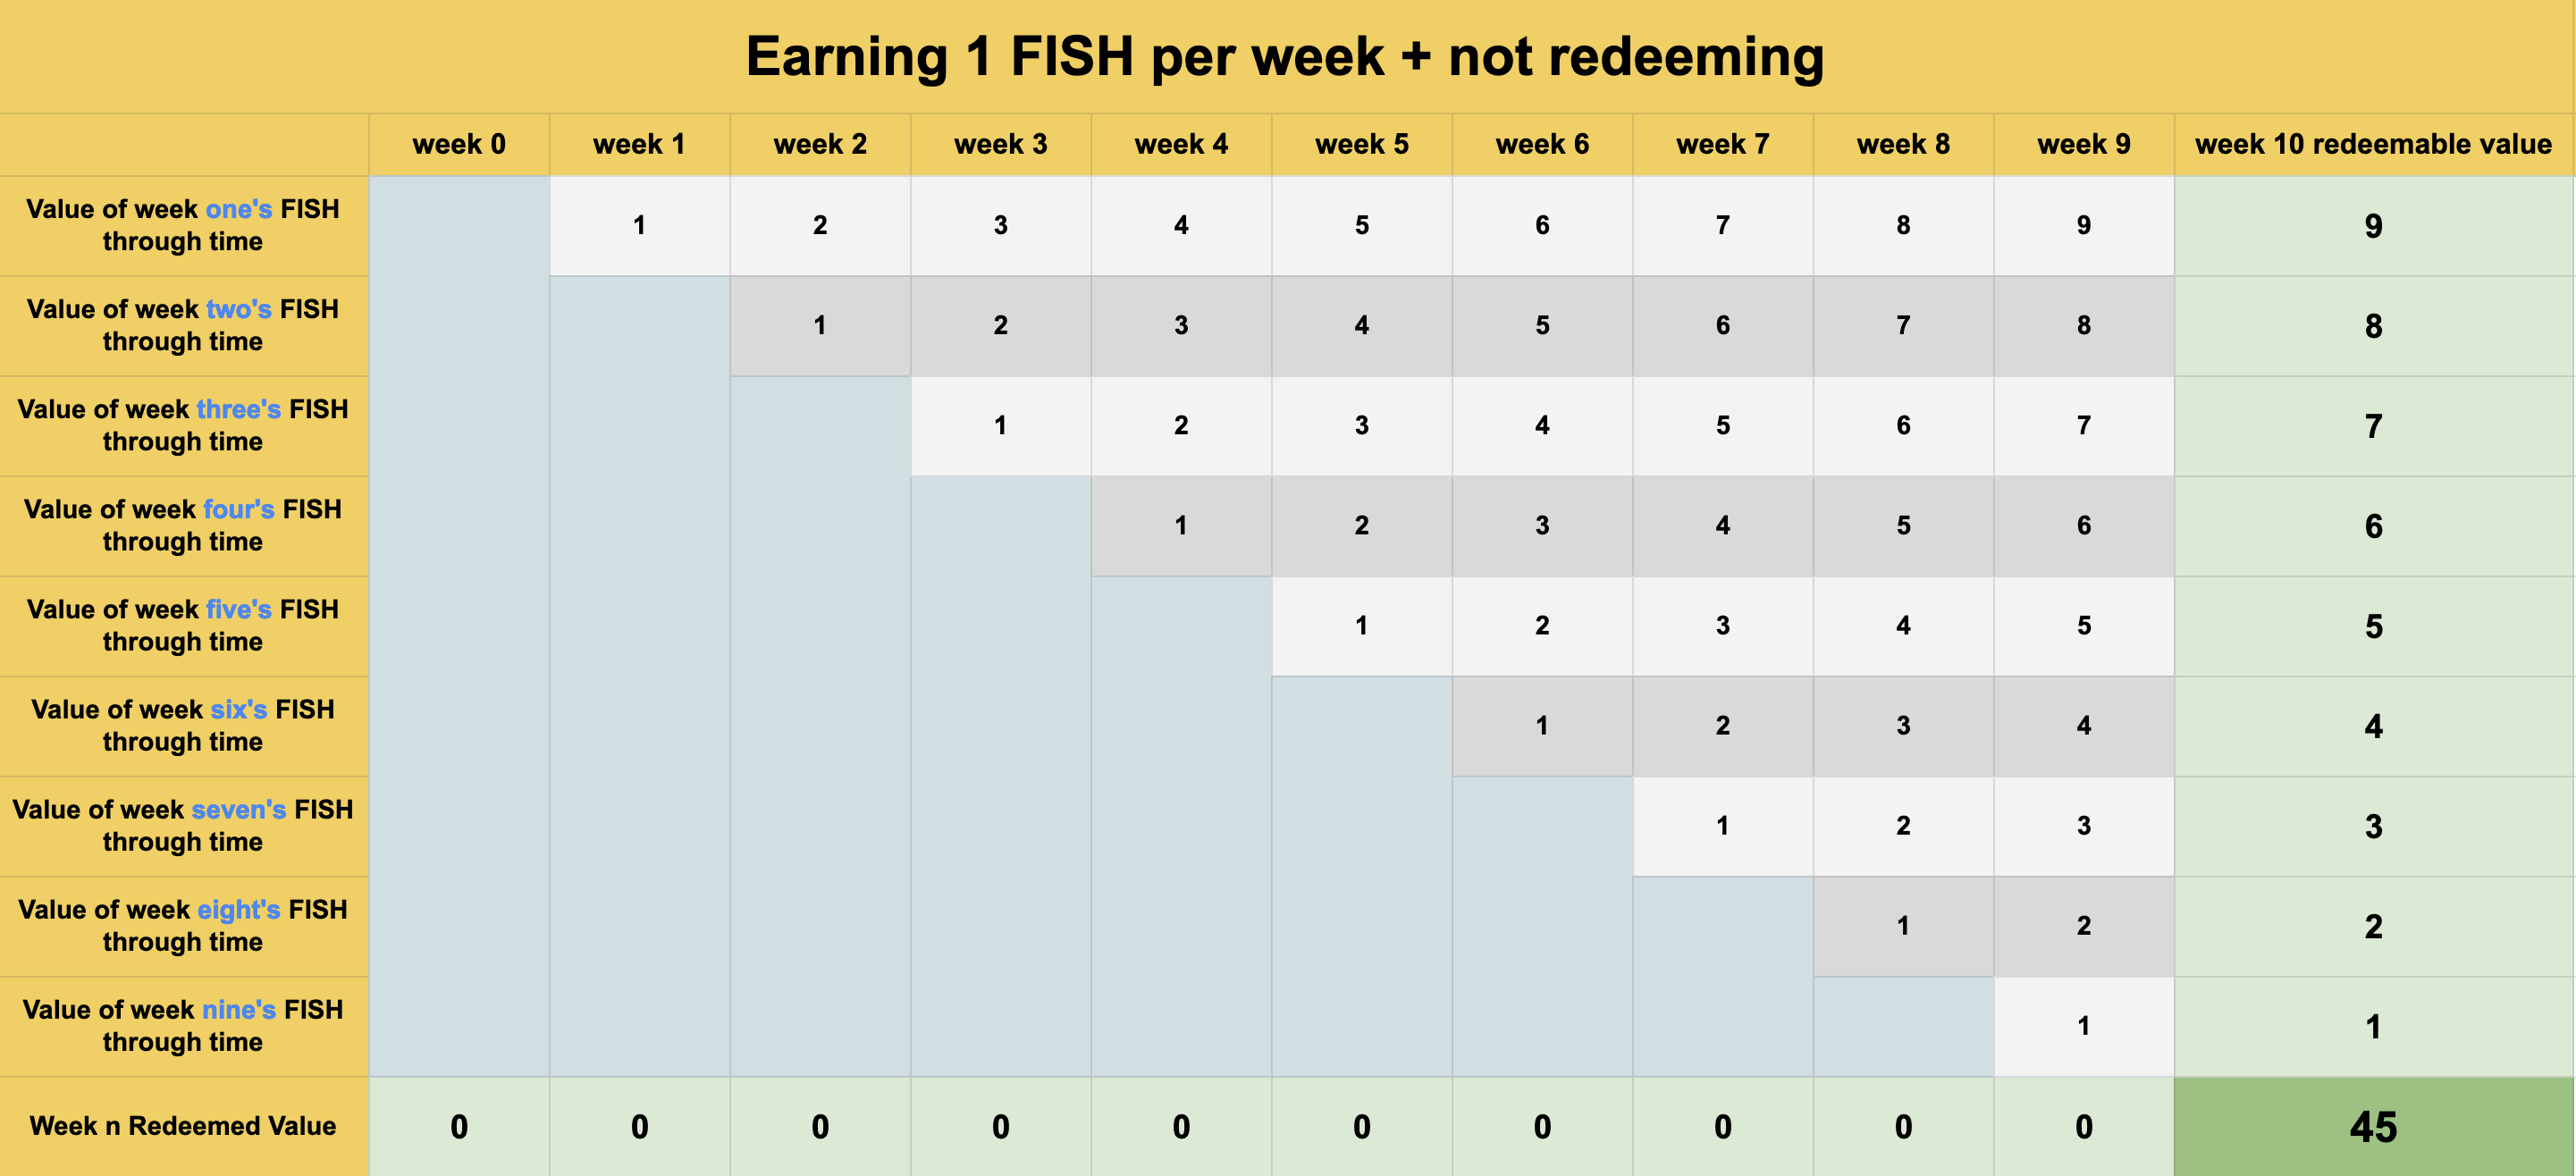 Earning 1 FISH per week + not redeeming
week 0 week 1 week 2 week 3 week 4 week 5 week 6 week 7 week 8 week 9 week 10 redeemable value
Value of week one's FISH
through time
1 2 3 4 5 6 7 8 9 9
Value of week two's FISH
through time
1 2 3 4 5 6 7 8 8
Value of week three's FISH
through time
1 2 3 4 5 6 7 7
Value of week four's FISH
through time
1 2 3 4 5 6 6
Value of week five's FISH
through time
1 2 3 4 5 5
Value of week six's FISH
through time
1 2 3 4 4
Value of week seven's FISH
through time
1 2 3 3
Value of week eight's FISH
through time
1 2 2
Value of week nine's FISH
through time
1 1
Week n Redeemed Value 0 0 0 0 0 0 0 0 0 0 45